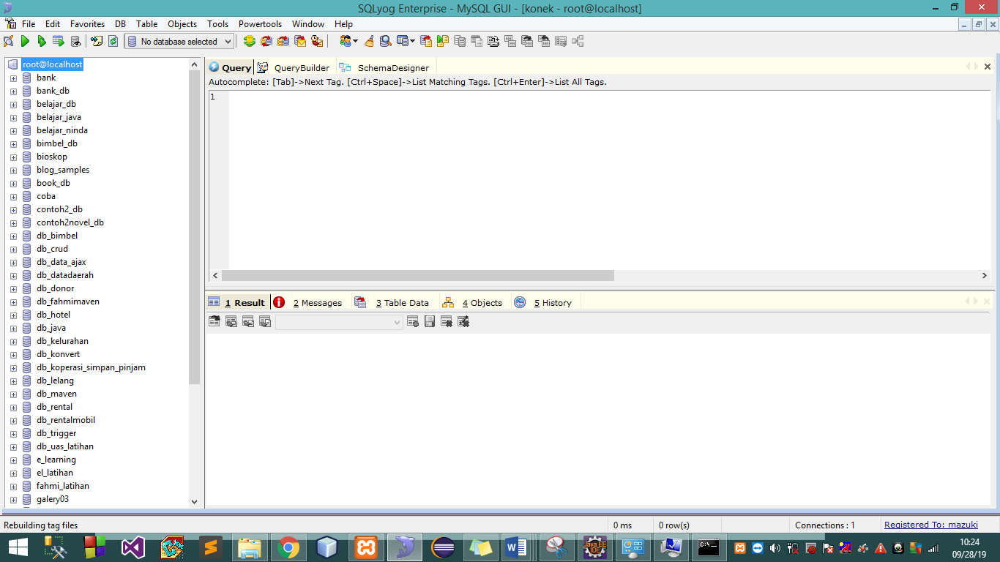 SQLyog Enterprise - MySQL GUI - [konek - root@localhost]
File Edit Favorites DB Table Objects Tools Powertools Window Help
No database selected
root@localhost
bank
bank_db
belajar_db
belajar_java
belajar_ninda
bimbel_db
bioskop
blog_samples
book_db
coba
contoh2_db
contoh2novel_db
db_bimbel
db_crud
db_data_ajax
db_datadaerah
db_donor
db_fahmimaven
db_hotel
db_java
db_kelurahan
db_konvert
db_koperasi_simpan_pinjam
db_lelang
db_maven
db_rental
db_rentalmobil
db_trigger
db_uas_latihan
e_learning
el_latihan
fahmi_latihan
galery03
Query QueryBuilder SchemaDesigner
Autocomplete: [Tab]->Next Tag. [Ctrl+Space]->List Matching Tags. [Ctrl+Enter]->List All Tags.
1
1 Result 2 Messages 3 Table Data 4 Objects 5 History
Rebuilding tag files 0 ms 0 row(s) Connections : 1 Registered To: mazuki
Java EE
IDE
C:\
10:24
09/28/19